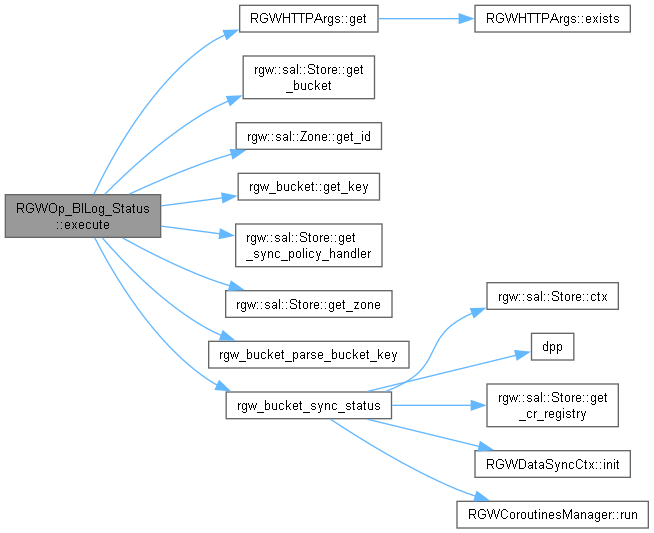 RGWOp_BILog_Status
::execute
RGWHTTPArgs::get
RGWHTTPArgs::exists
rgw::sal::Store::get
_bucket
rgw::sal::Zone::get_id
rgw_bucket::get_key
rgw::sal::Store::get
_sync_policy_handler
rgw::sal::Store::get_zone
rgw_bucket_parse_bucket_key
rgw_bucket_sync_status
rgw::sal::Store::ctx
dpp
rgw::sal::Store::get
_cr_registry
RGWDataSyncCtx::init
RGWCoroutinesManager::run